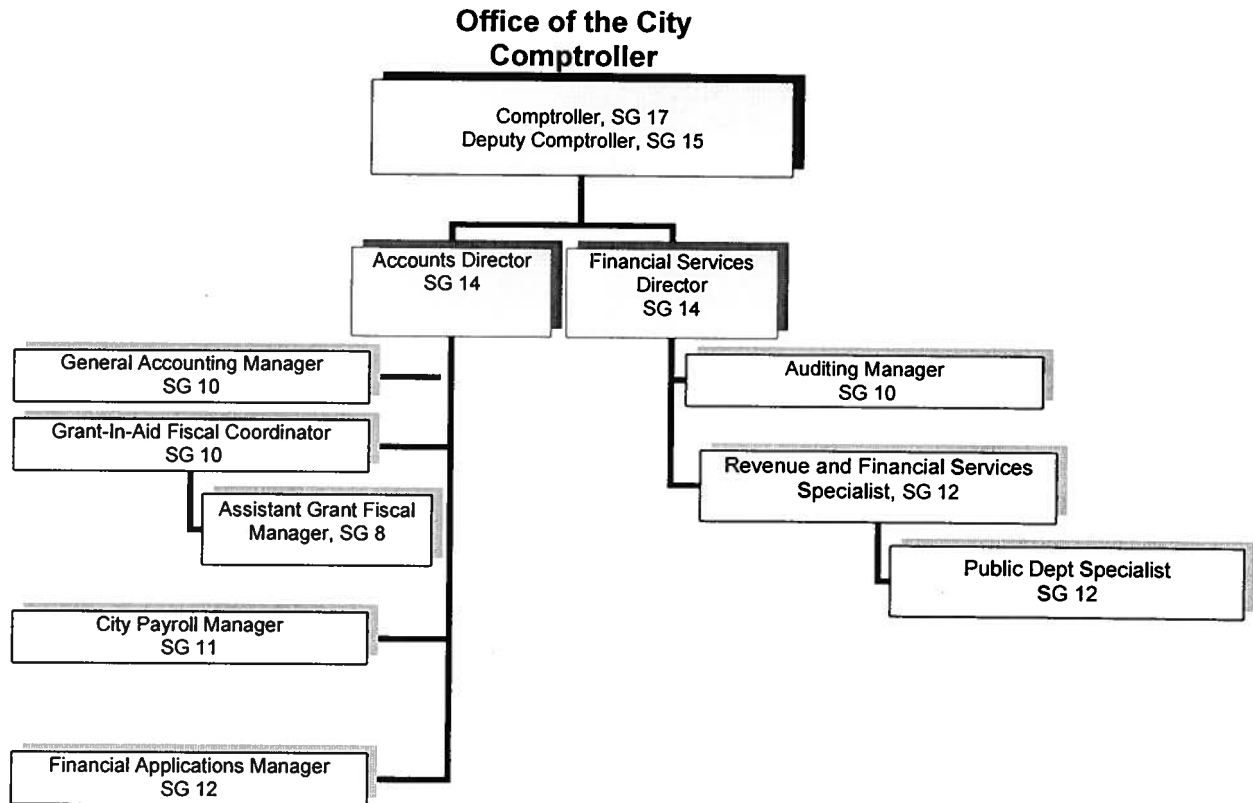 Office of the City
Comptroller
Comptroller, SG 17
Deputy Comptroller, SG 15
Accounts Director
SG 14
Financial Services
Director
SG 14
General Accounting Manager
SG 10
Grant-In-Aid Fiscal Coordinator
SG 10
Assistant Grant Fiscal
Manager, SG 8
City Payroll Manager
SG 11
Financial Applications Manager
SG 12
Auditing Manager
SG 10
Revenue and Financial Services
Specialist, SG 12
Public Dept Specialist
SG 12